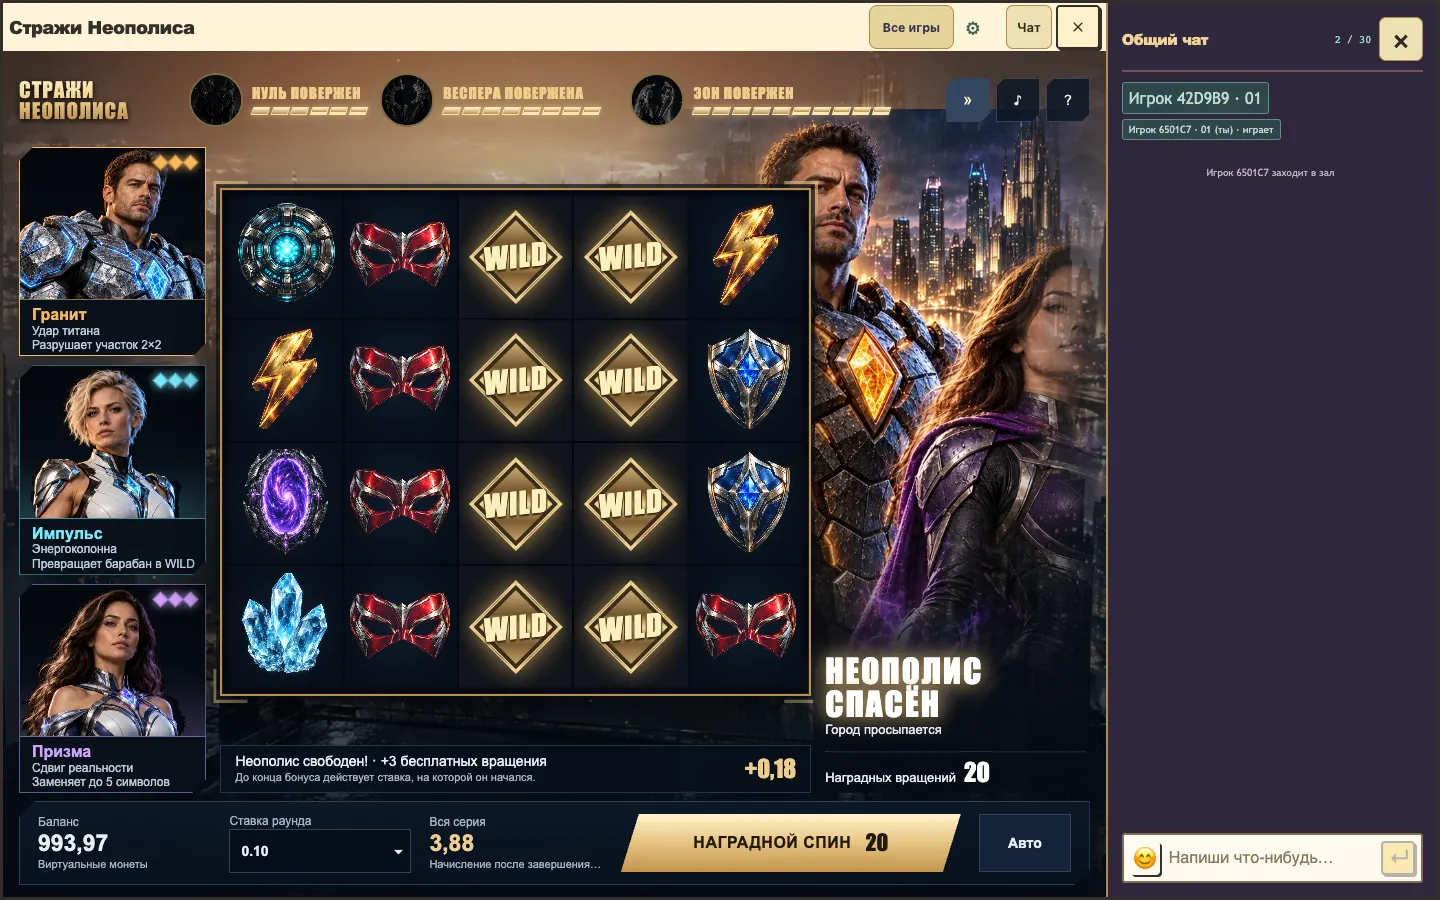 Стражи Неополиса
Все игры
Чат
×
СТРАЖИ
НЕОПОЛИСА
НУЛЬ ПОВЕРЖЕН
ВЕСПЕРА ПОВЕРЖЕНА
ЗОН ПОВЕРЖЕН
»
♪
?
Гранит
Удар титана
Разрушает участок 2×2
Импульс
Энергоколонна
Превращает барабан в WILD
Призма
Сдвиг реальности
Заменяет до 5 символов
WILD WILD
WILD WILD
WILD WILD
WILD WILD
НЕОПОЛИС
СПАСЁН
Город просыпается
Наградных вращений 20
Неополис свободен! · +3 бесплатных вращения
До конца бонуса действует ставка, на которой он начался.
+0,18
Баланс
993,97
Виртуальные монеты
Ставка раунда
0.10
Вся серия
3,88
Начисление после завершения…
НАГРАДНОЙ СПИН 20
Авто
Общий чат
2 / 30
×
Игрок 42D9B9 · 01
Игрок 6501C7 · 01 (ты) · играет
Игрок 6501C7 заходит в зал
Напиши что-нибудь…